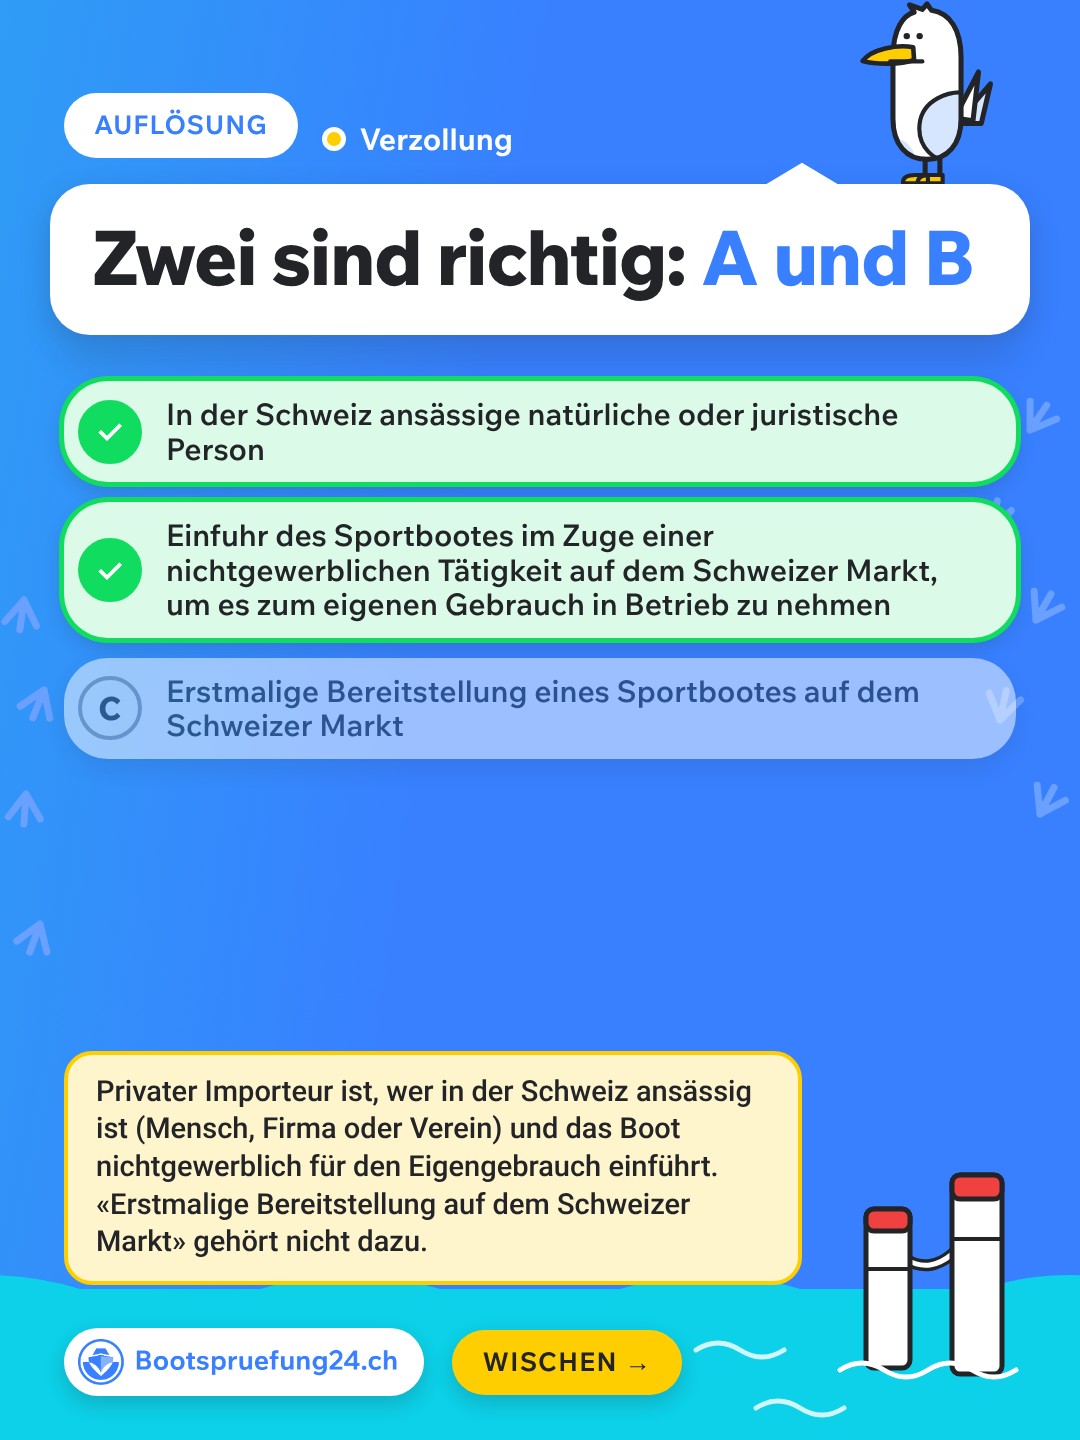 AUFLÖSUNG
Verzollung
Zwei sind richtig: A und B
In der Schweiz ansässige natürliche oder juristische
Person
Einfuhr des Sportbootes im Zuge einer
nichtgewerblichen Tätigkeit auf dem Schweizer Markt,
um es zum eigenen Gebrauch in Betrieb zu nehmen
C
Erstmalige Bereitstellung eines Sportbootes auf dem
Schweizer Markt
Privater Importeur ist, wer in der Schweiz ansässig
ist (Mensch, Firma oder Verein) und das Boot
nichtgewerblich für den Eigengebrauch einführt.
«Erstmalige Bereitstellung auf dem Schweizer
Markt» gehört nicht dazu.
Bootspruefung24.ch
WISCHEN →